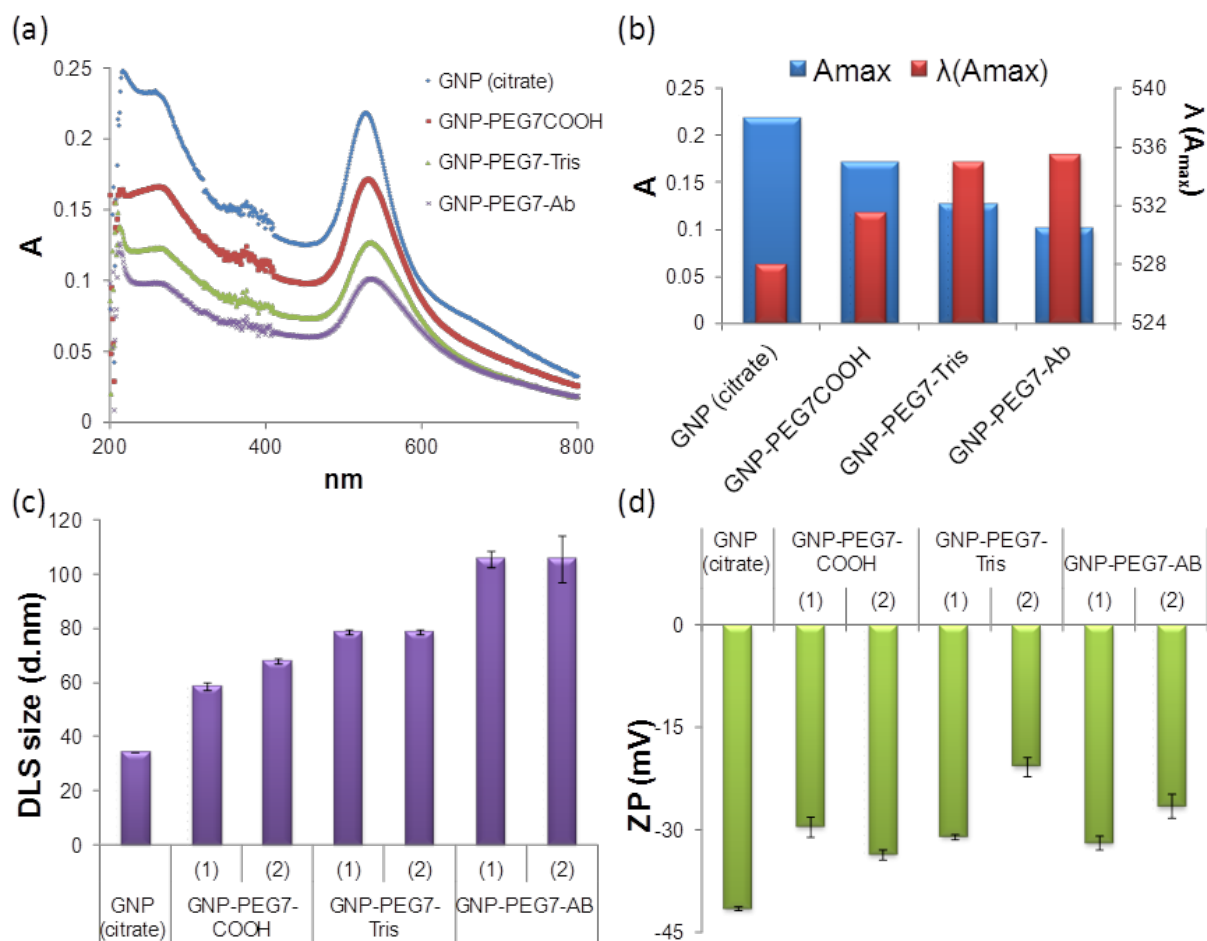 (a)
0.25
0.2
0.15
0.1
0.05
0
A
200
400
600
800
nm
GNP (citrate)
GNP-PEG7COOH
GNP-PEG7-Tris
GNP-PEG7-Ab
(b)
Amax
λ(Amax)
0.25
0.2
0.15
0.1
0.05
0
A
540
536
532
528
524
λ (Amax)
GNP (citrate)
GNP-PEG7COOH
GNP-PEG7-Tris
GNP-PEG7-Ab
(c)
120
100
80
60
40
20
0
DLS size (d.nm)
(1)
(2)
(1)
(2)
(1)
(2)
GNP
(citrate)
GNP-PEG7-
COOH
GNP-PEG7-
Tris
GNP-PEG7-AB
(d)
GNP
(citrate)
GNP-PEG7-
COOH
GNP-PEG7-
Tris
GNP-PEG7-AB
(1)
(2)
(1)
(2)
(1)
(2)
0
-15
-30
-45
ZP (mV)